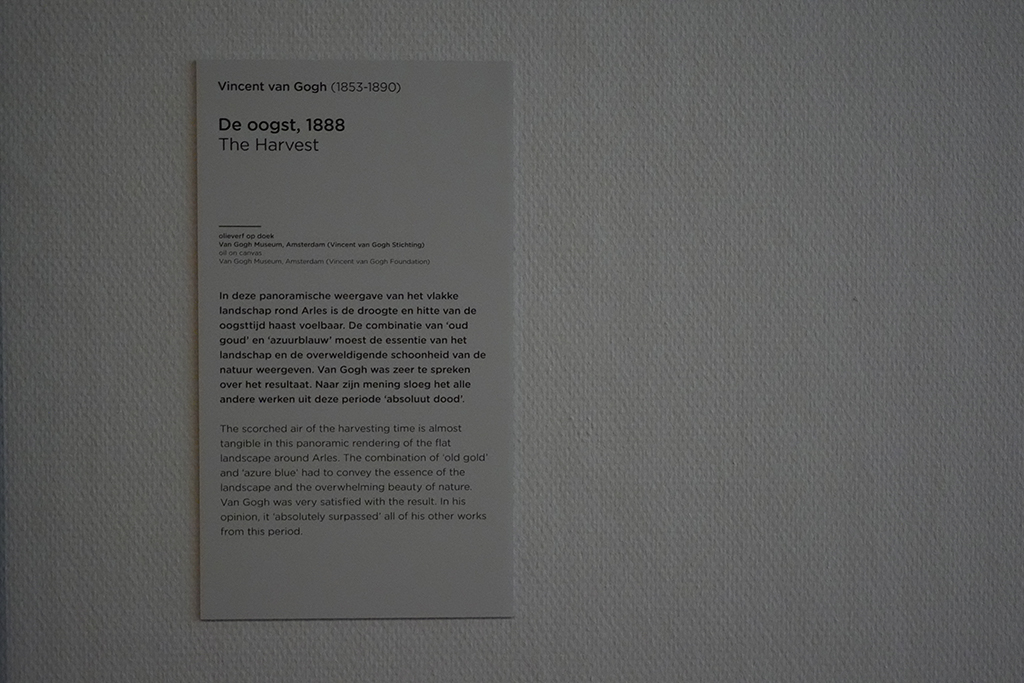 Vincent van Gogh (1853-1890)
De oogst, 1888
The Harvest
olieverf op doek
Van Gogh Museum, Amsterdam (Vincent van Gogh Stichting)
oil on canvas
Van Gogh Museum, Amsterdam (Vincent van Gogh Foundation)
In deze panoramische weergave van het vlakke
landschap rond Arles is de droogte en hitte van de
oogsttijd haast voelbaar. De combinatie van ‘oud
goud’ en ‘azuurblauw’ moest de essentie van het
landschap en de overweldigende schoonheid van de
natuur weergeven. Van Gogh was zeer te spreken
over het resultaat. Naar zijn mening sloeg het alle
andere werken uit deze periode ‘absoluut dood’.
The scorched air of the harvesting time is almost
tangible in this panoramic rendering of the flat
landscape around Arles. The combination of ‘old gold’
and ‘azure blue’ had to convey the essence of the
landscape and the overwhelming beauty of nature.
Van Gogh was very satisfied with the result. In his
opinion, it ‘absolutely surpassed’ all of his other works
from this period.